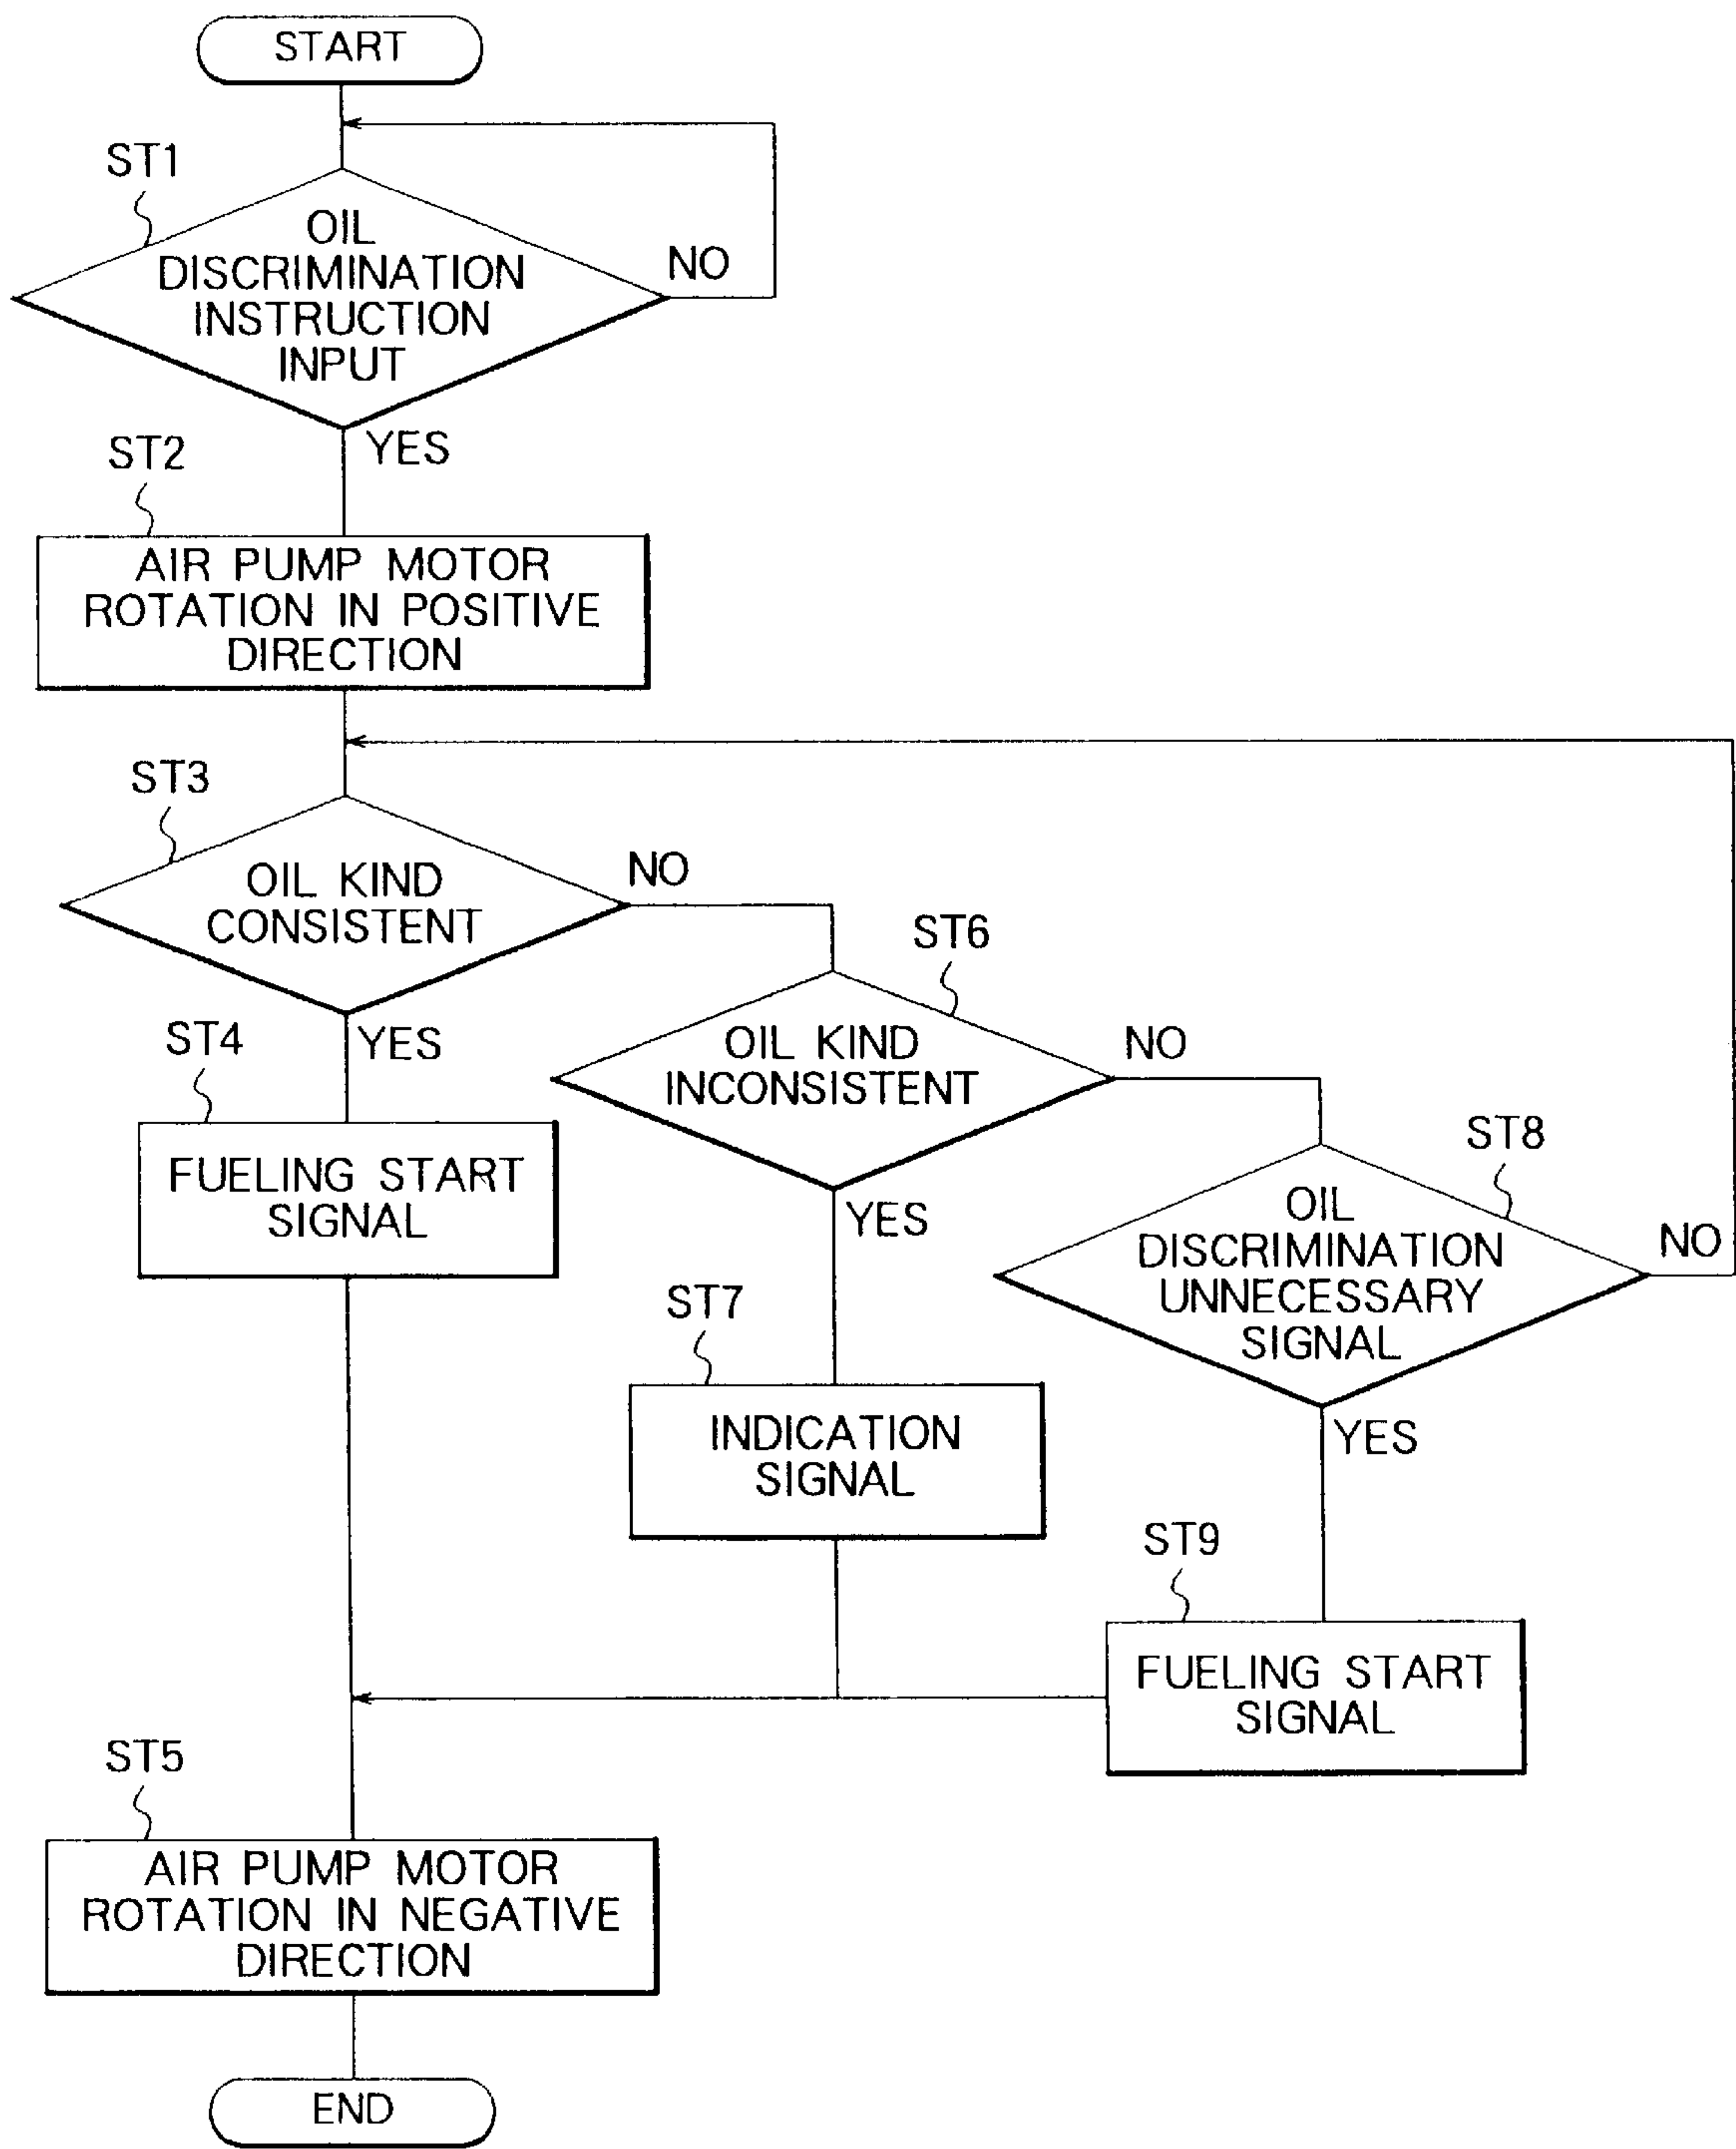 START
ST1
OIL
DISCRIMINATION
INSTRUCTION
INPUT
NO
YES
ST2
AIR PUMP MOTOR
ROTATION IN POSITIVE
DIRECTION
ST3
OIL KIND
CONSISTENT
NO
YES
ST4
FUELING START
SIGNAL
ST6
OIL KIND
INCONSISTENT
NO
YES
ST7
INDICATION
SIGNAL
ST8
OIL
DISCRIMINATION
UNNECESSARY
SIGNAL
NO
YES
ST9
FUELING START
SIGNAL
ST5
AIR PUMP MOTOR
ROTATION IN NEGATIVE
DIRECTION
END